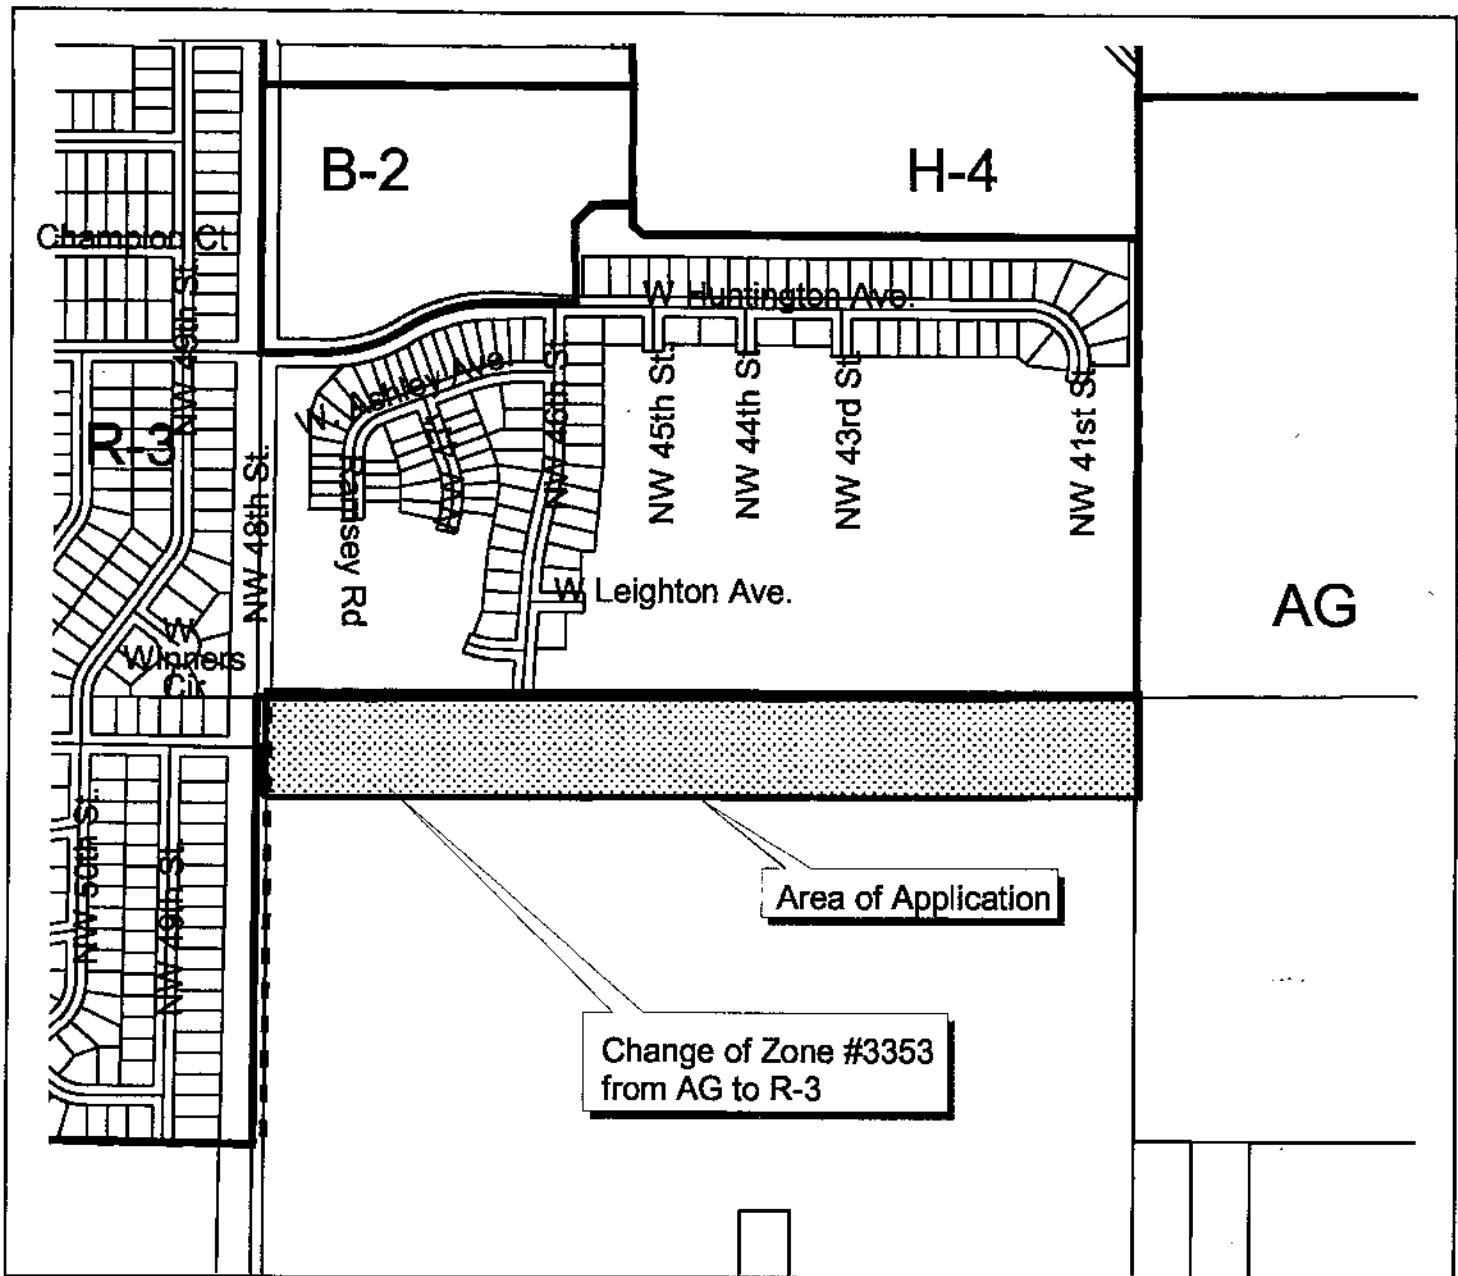 B-2
H-4
Champion Ct
W Huntington Ave.
NW 49th St.
W. Ashley Ave.
R-3
NW 48th St.
Ramsey Rd
NW 46th St.
NW 45th St.
NW 44th St.
NW 43rd St.
NW 41st St.
W Leighton Ave.
AG
W
Winners
Cir
NW 50th St.
NW 49th St.
Area of Application
Change of Zone #3353
from AG to R-3